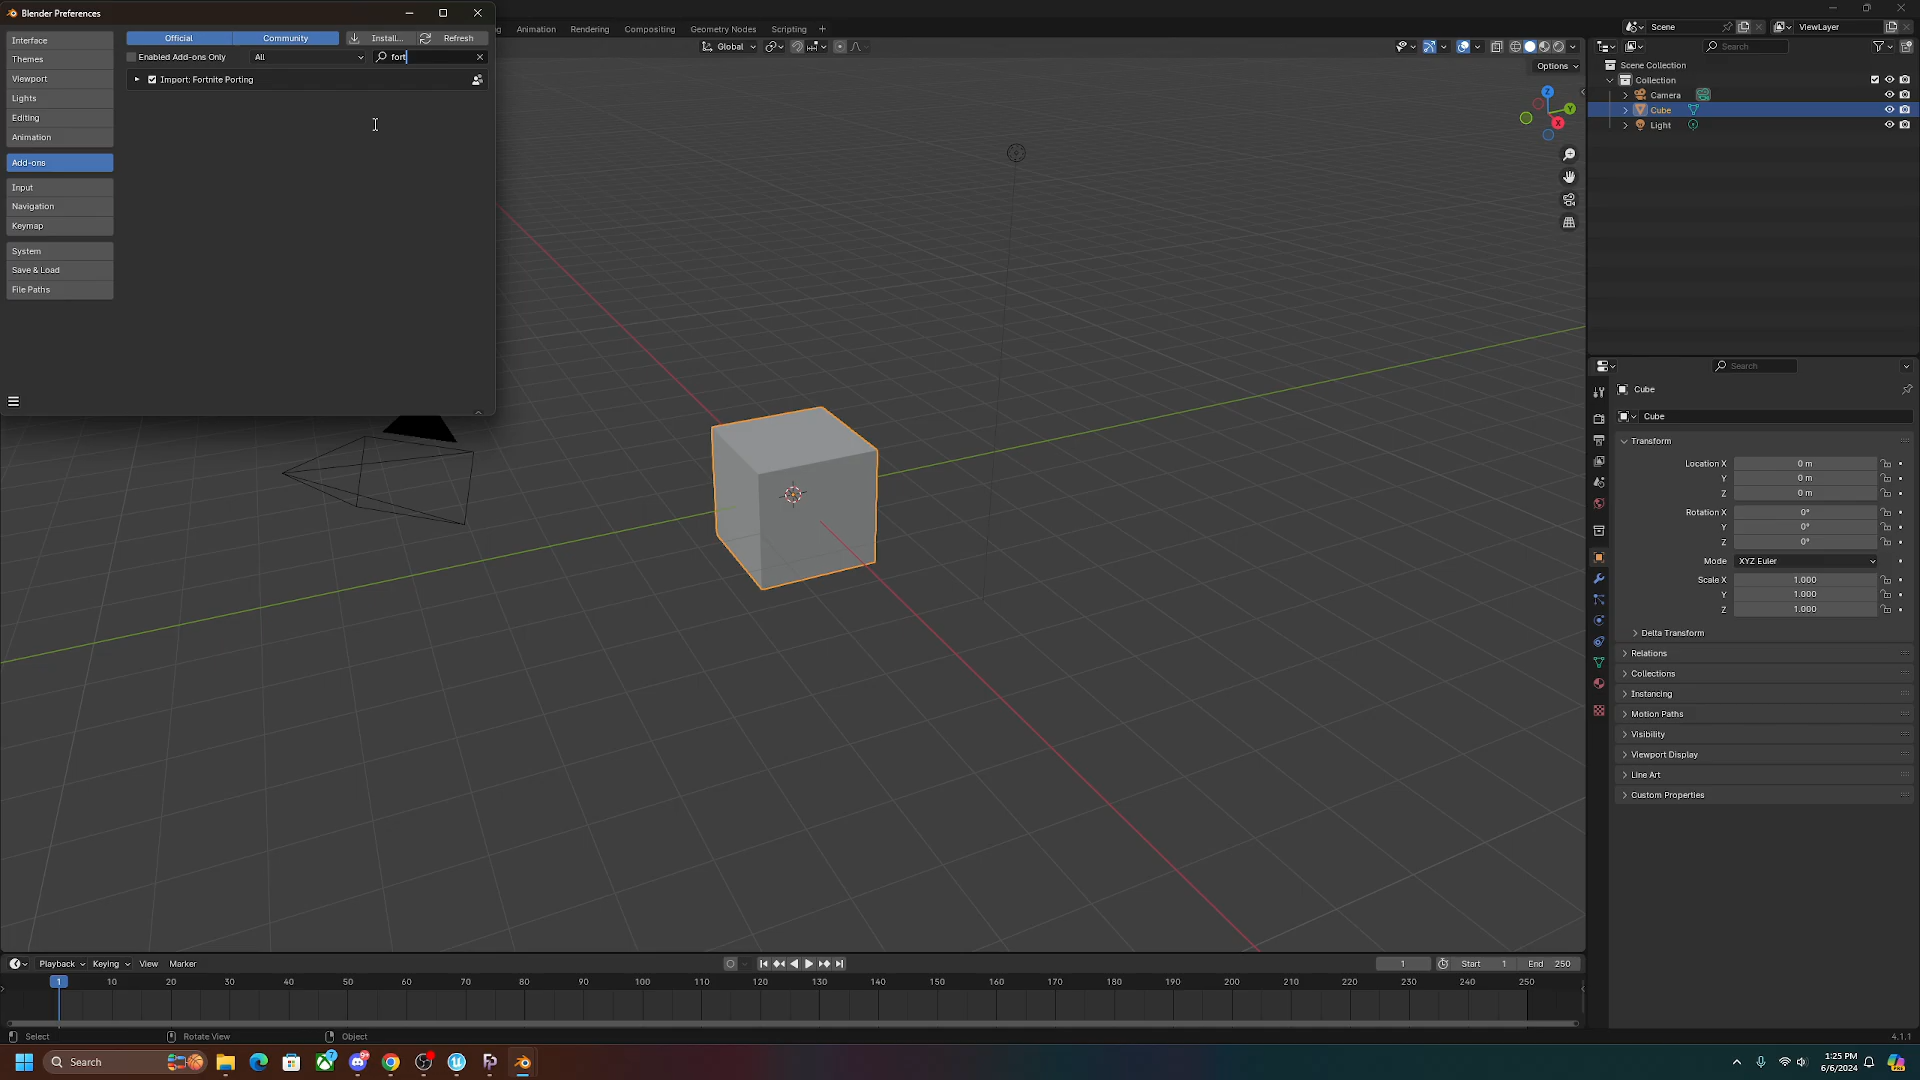 Blender Preferences
Interface
Themes
Viewport
Lights
Editing
Animation
Add-ons
Input
Navigation
Keymap
System
Save & Load
File Paths
Official Community Install... Refresh
Enabled Add-ons Only All fort
Import: Fortnite Porting
Animation Rendering Compositing Geometry Nodes Scripting +
Global
Options
Z
Y
X
Scene ViewLayer
Search
Scene Collection
Collection
Camera
Cube
Light
Search
Cube
Cube
Transform
Location X 0 m
Y 0 m
Z 0 m
Rotation X 0°
Y 0°
Z 0°
Mode XYZ Euler
Scale X 1.000
Y 1.000
Z 1.000
Delta Transform
Relations
Collections
Instancing
Motion Paths
Visibility
Viewport Display
Line Art
Custom Properties
Playback Keying View Marker 1 Start 1 End 250
1 10 20 30 40 50 60 70 80 90 100 110 120 130 140 150 160 170 180 190 200 210 220 230 240 250
Select Rotate View Object 4.1.1
Search 1:25 PM
6/6/2024